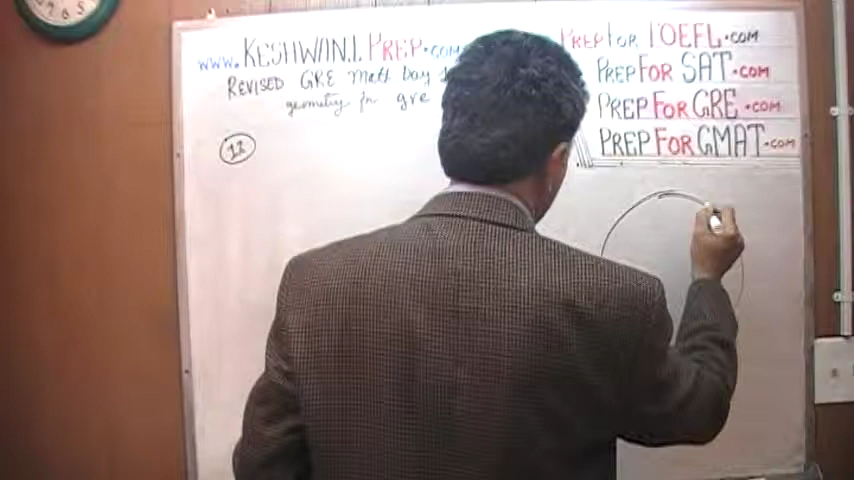 www. KESHWANI PREP.COM
PREP FOR TOEFL.COM
REVISED GRE Math Day
PREP FOR SAT.COM
geometry for gre
PREP FOR GRE.COM
PREP FOR GMAT.COM
12